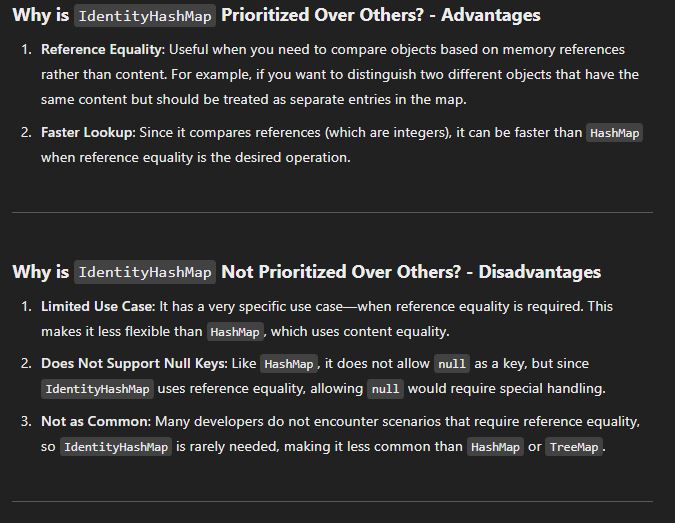 Why is IdentityHashMap Prioritized Over Others? - Advantages
1. Reference Equality: Useful when you need to compare objects based on memory references
rather than content. For example, if you want to distinguish two different objects that have the
same content but should be treated as separate entries in the map.
2. Faster Lookup: Since it compares references (which are integers), it can be faster than HashMap
when reference equality is the desired operation.
Why is IdentityHashMap Not Prioritized Over Others? - Disadvantages
1. Limited Use Case: It has a very specific use case—when reference equality is required. This
makes it less flexible than HashMap, which uses content equality.
2. Does Not Support Null Keys: Like HashMap, it does not allow null as a key, but since
IdentityHashMap uses reference equality, allowing null would require special handling.
3. Not as Common: Many developers do not encounter scenarios that require reference equality,
so IdentityHashMap is rarely needed, making it less common than HashMap or TreeMap.